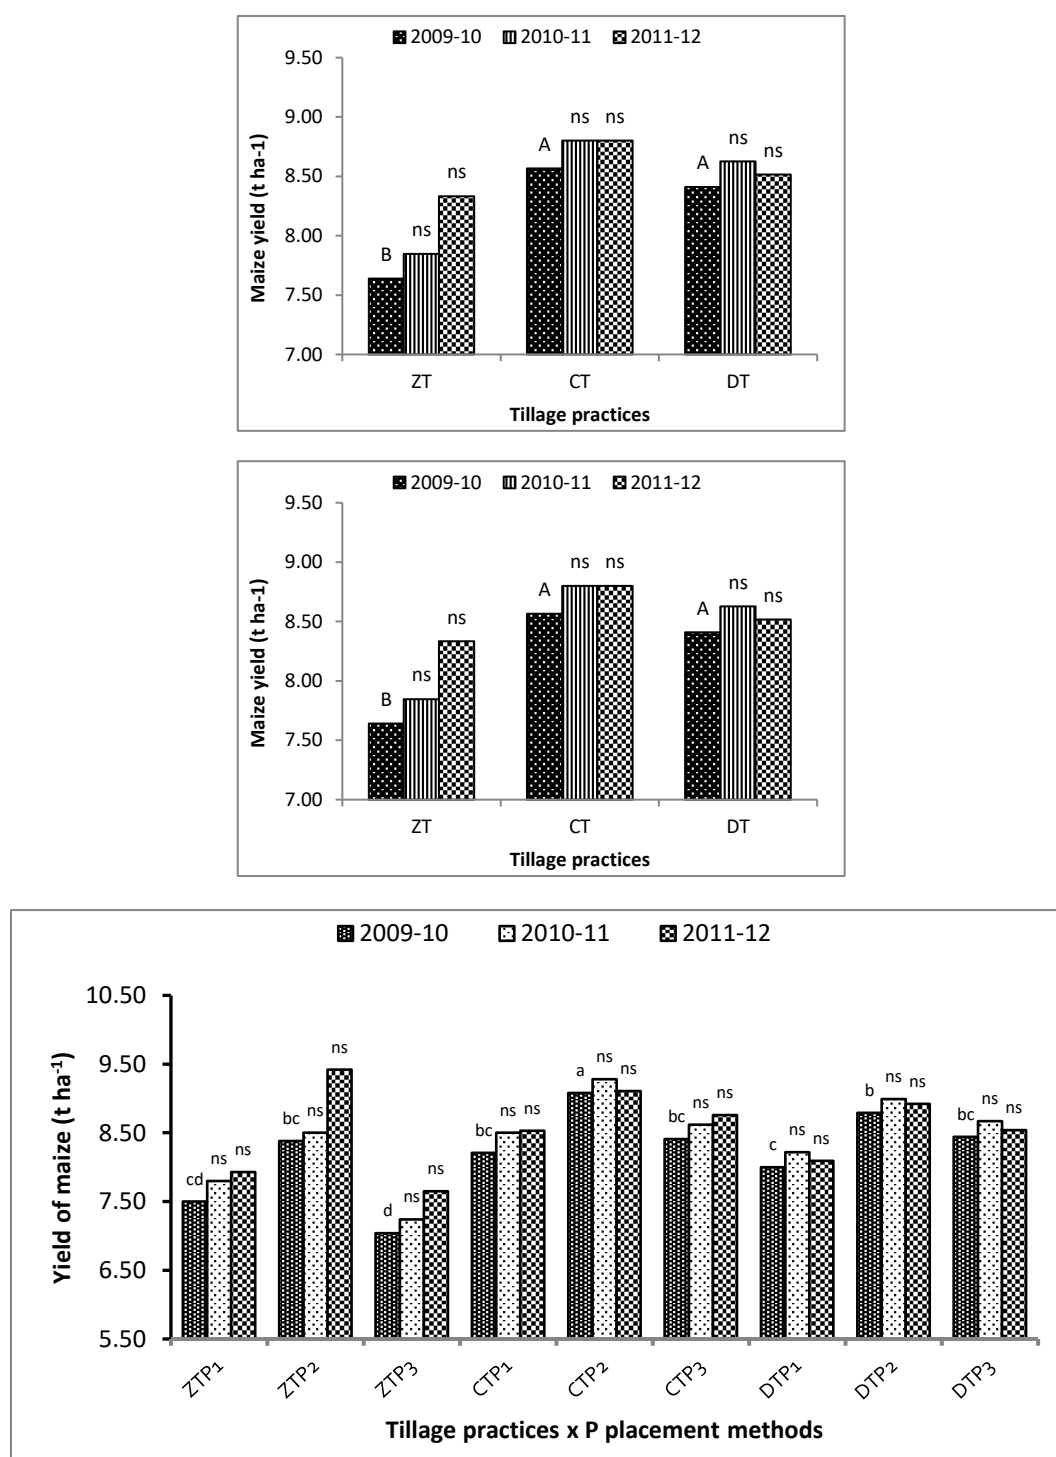 2009-10 2010-11 2011-12
9.50
9.00
8.50
8.00
7.50
7.00
Maize yield (t ha-1)
B ns ns
A ns ns
A ns ns
ZT CT DT
Tillage practices
2009-10 2010-11 2011-12
9.50
9.00
8.50
8.00
7.50
7.00
Maize yield (t ha-1)
B ns ns
A ns ns
A ns ns
ZT CT DT
Tillage practices
2009-10 2010-11 2011-12
10.50
9.50
8.50
7.50
6.50
5.50
Yield of maize (t ha⁻¹)
cd ns ns
bc ns ns
d ns ns
bc ns ns
a ns ns
bc ns ns
c ns ns
b ns ns
bc ns ns
ZTP1 ZTP2 ZTP3 CTP1 CTP2 CTP3 DTP1 DTP2 DTP3
Tillage practices x P placement methods